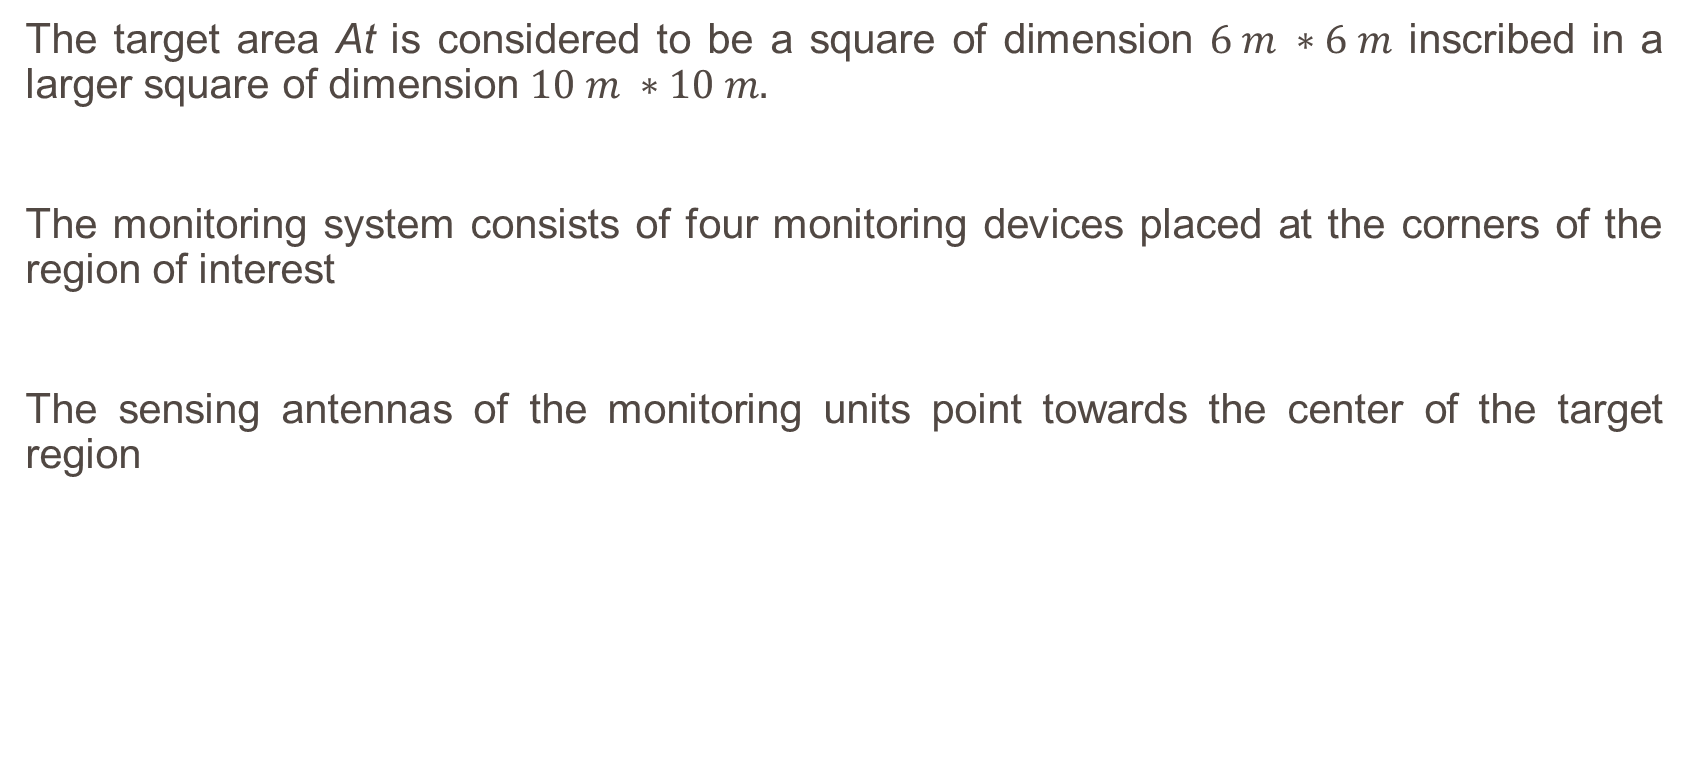 The target area At is considered to be a square of dimension 6 m * 6 m inscribed in a
larger square of dimension 10 m * 10 m.
The monitoring system consists of four monitoring devices placed at the corners of the
region of interest
The sensing antennas of the monitoring units point towards the center of the target
region